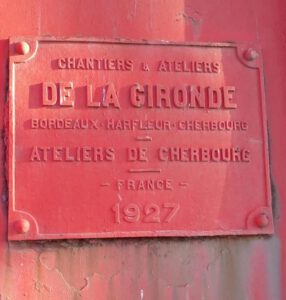 CHANTIERS & ATELIERS
DE LA GIRONDE
BORDEAUX-HARFLEUR-CHERBOURG
ATELIERS DE CHERBOURG
- FRANCE -
1927